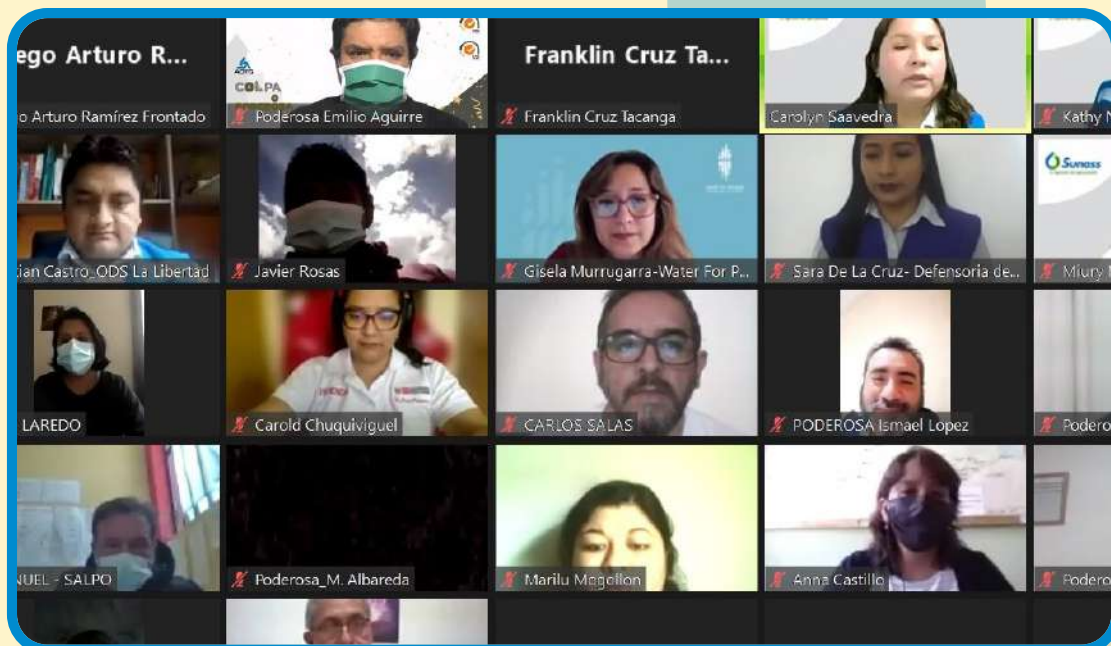 ego Arturo R...
o Arturo Ramírez Frontado
COLPA
Poderosa Emilio Aguirre
Franklin Cruz Ta...
Franklin Cruz Tacanga
Carolyn Saavedra
Kathy
ian Castro_ODS La Libertad
Javier Rosas
Gisela Murrugarra-Water For P...
Sara De La Cruz- Defensoria de...
Sunass
Miury
LAREDO
Carold Chuquiviguel
CARLOS SALAS
PODEROSA Ismael Lopez
Podero
NUEL - SALPO
Poderosa_M. Albareda
Marilu Mogollon
Anna Castillo
Podero